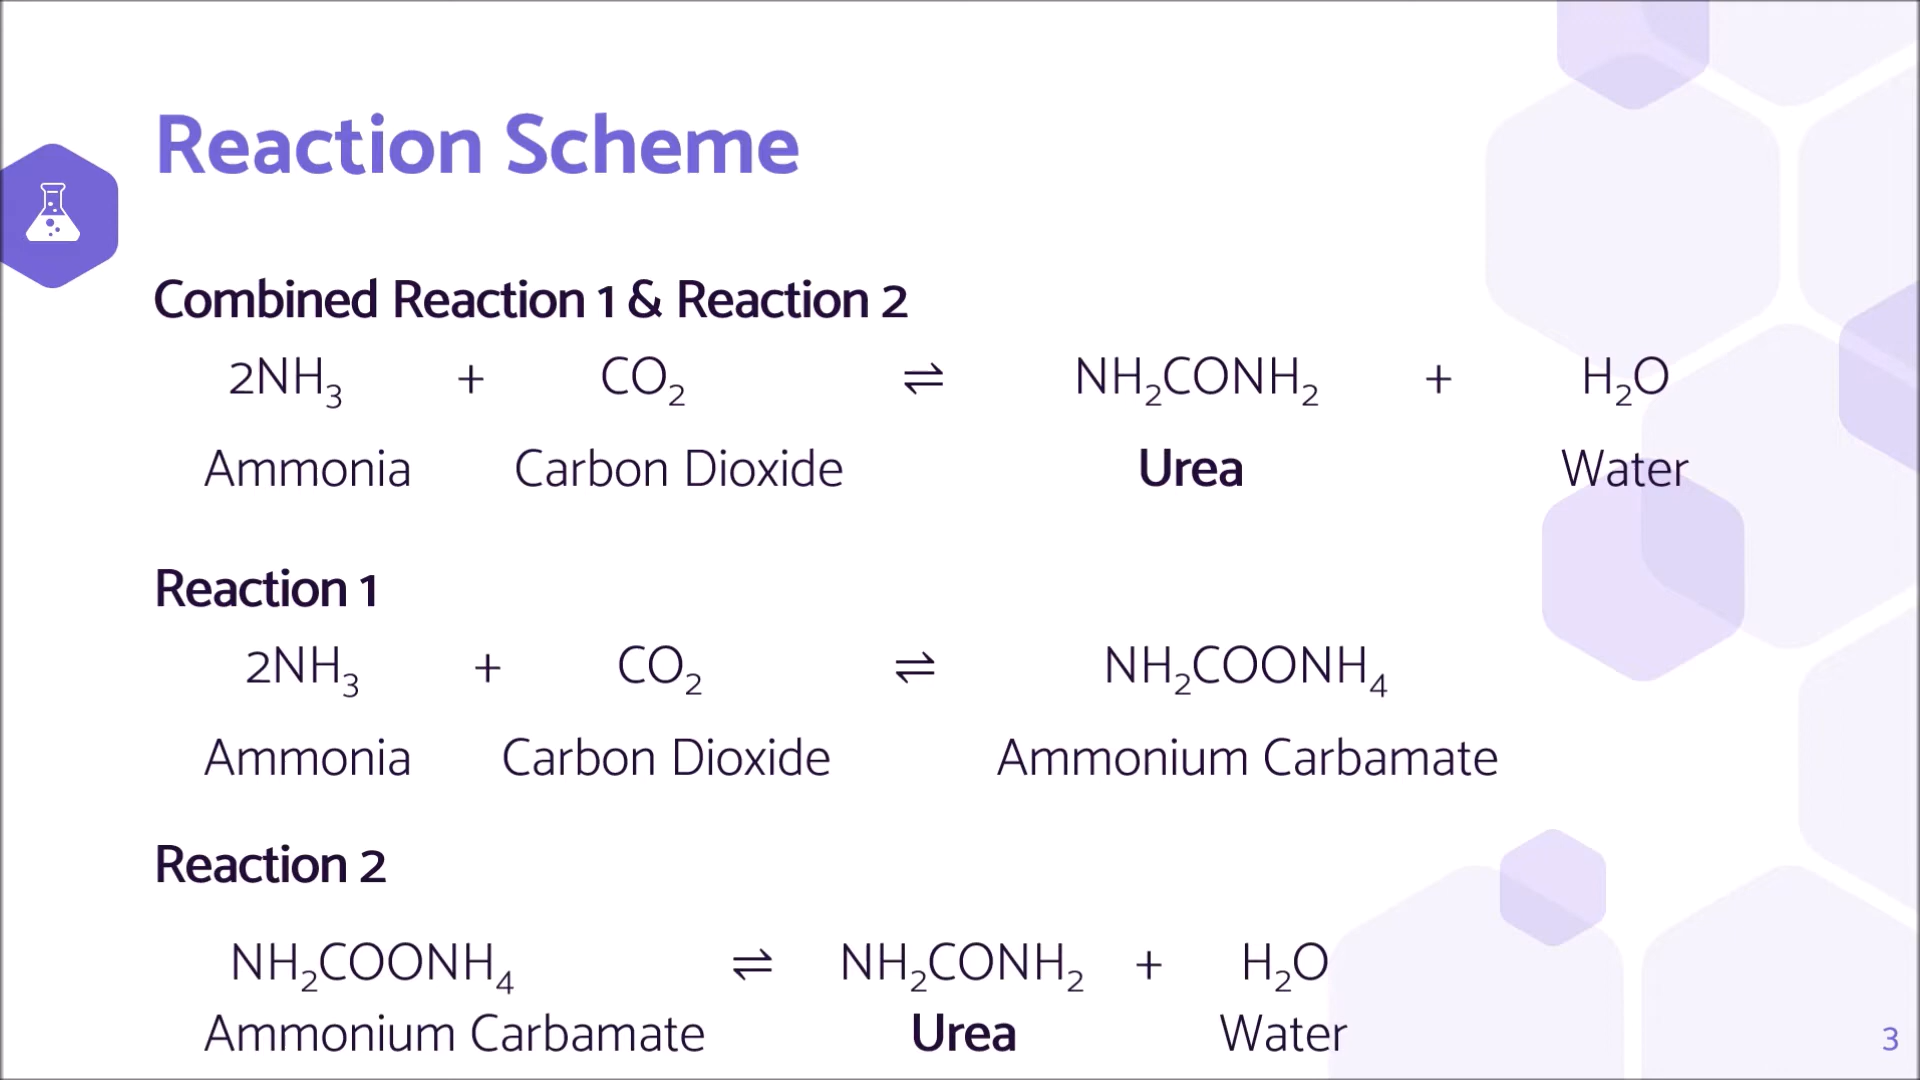 Reaction Scheme
Combined Reaction 1 & Reaction 2
2NH₃ + CO₂ ⇌ NH₂CONH₂ + H₂O
Ammonia Carbon Dioxide Urea Water
Reaction 1
2NH₃ + CO₂ ⇌ NH₂COONH₄
Ammonia Carbon Dioxide Ammonium Carbamate
Reaction 2
NH₂COONH₄ ⇌ NH₂CONH₂ + H₂O
Ammonium Carbamate Urea Water
3